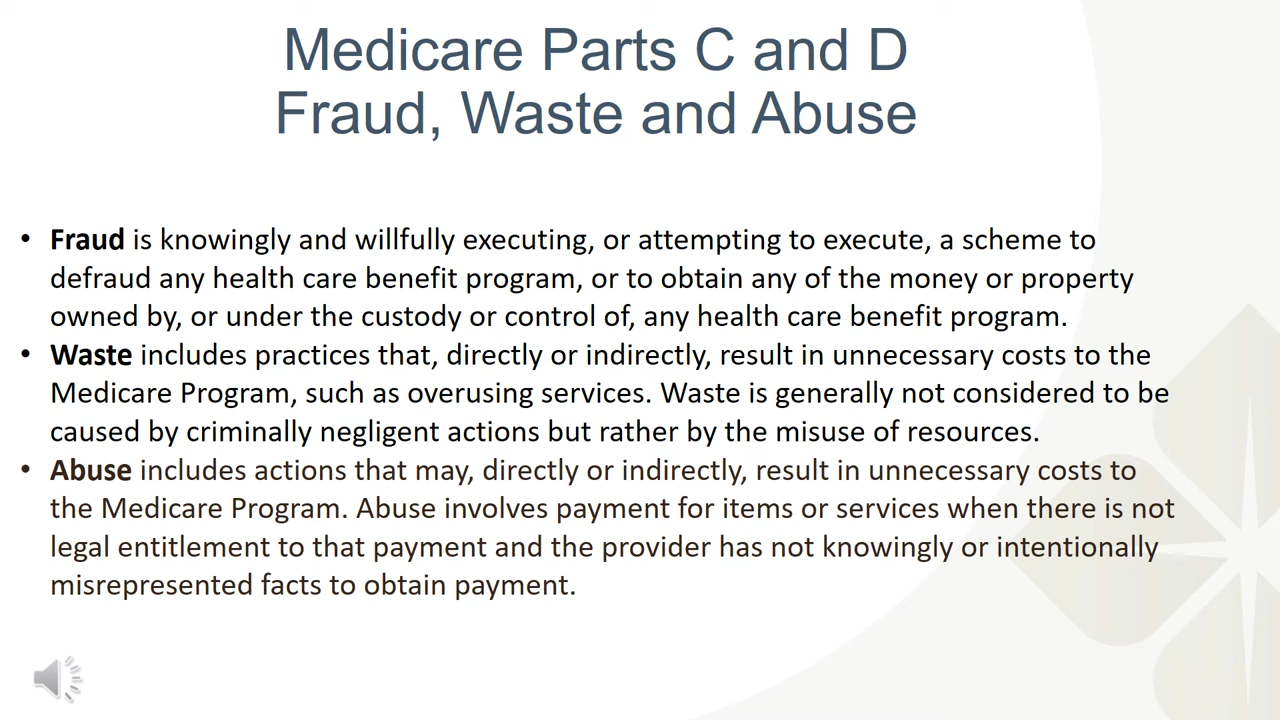 Medicare Parts C and D
Fraud, Waste and Abuse
• Fraud is knowingly and willfully executing, or attempting to execute, a scheme to
defraud any health care benefit program, or to obtain any of the money or property
owned by, or under the custody or control of, any health care benefit program.
• Waste includes practices that, directly or indirectly, result in unnecessary costs to the
Medicare Program, such as overusing services. Waste is generally not considered to be
caused by criminally negligent actions but rather by the misuse of resources.
• Abuse includes actions that may, directly or indirectly, result in unnecessary costs to
the Medicare Program. Abuse involves payment for items or services when there is not
legal entitlement to that payment and the provider has not knowingly or intentionally
misrepresented facts to obtain payment.